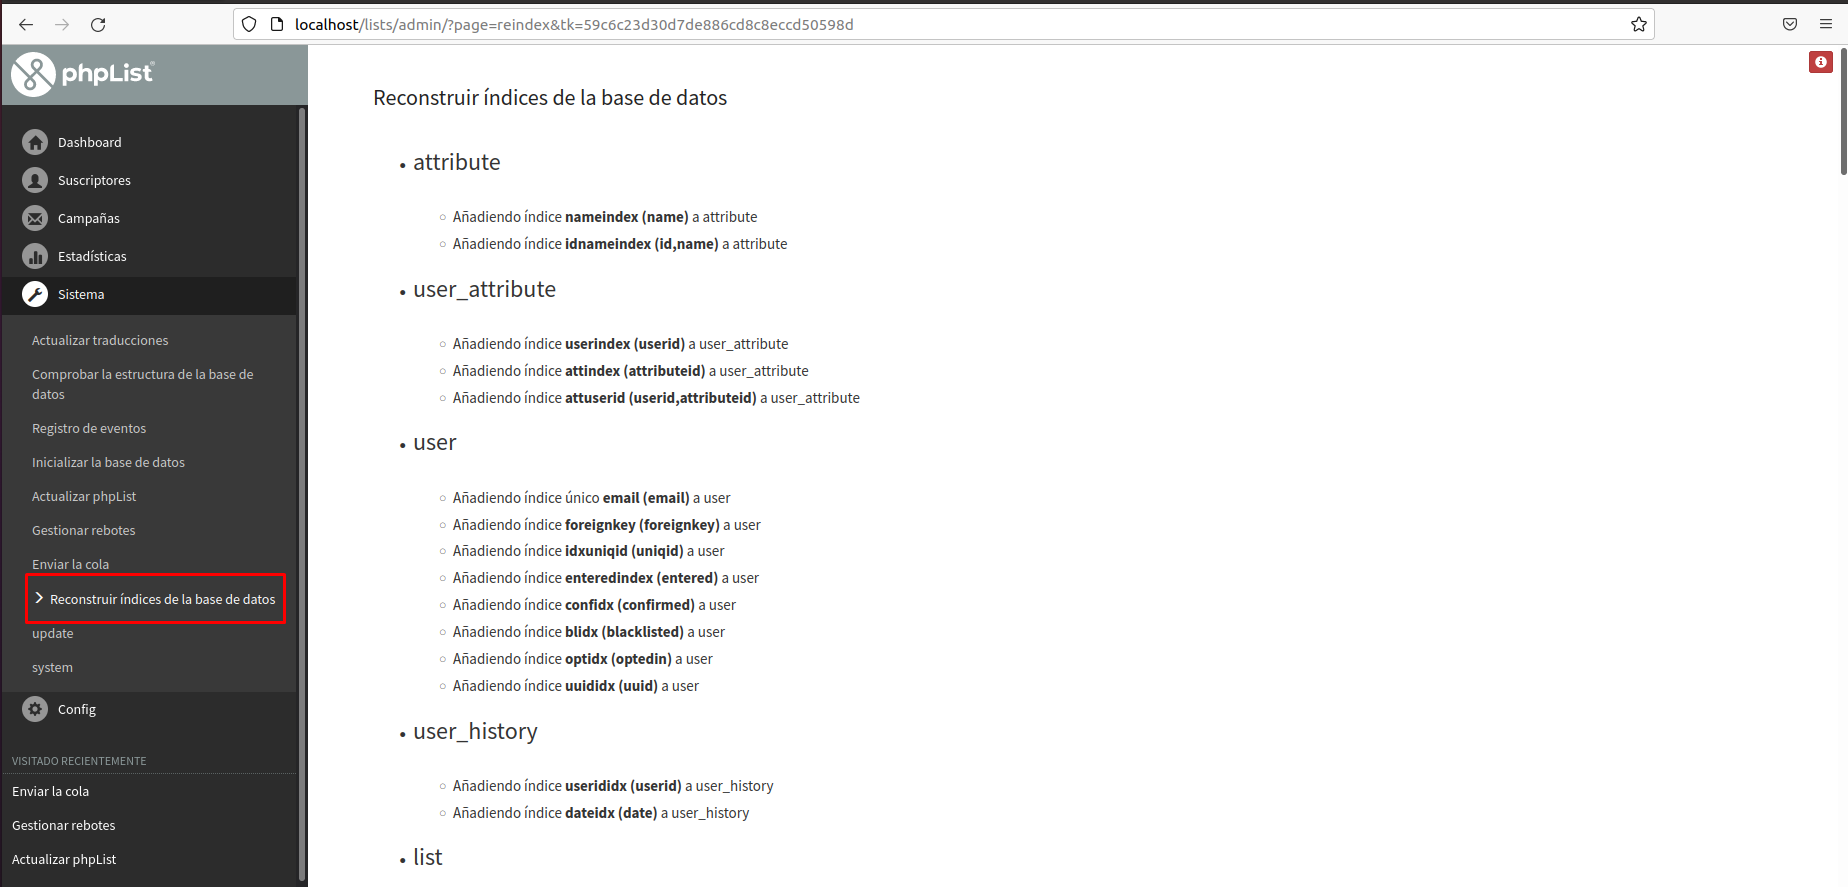 localhost/lists/admin/?page=reindex&tk=59c6c23d30d7de886cd8c8eccd50598d
phpList
Dashboard
Suscriptores
Campañas
Estadísticas
Sistema
Actualizar traducciones
Comprobar la estructura de la base de
datos
Registro de eventos
Inicializar la base de datos
Actualizar phpList
Gestionar rebotes
Enviar la cola
Reconstruir índices de la base de datos
update
system
Config
VISITADO RECIENTEMENTE
Enviar la cola
Gestionar rebotes
Actualizar phpList
Reconstruir índices de la base de datos
• attribute
○ Añadiendo índice nameindex (name) a attribute
○ Añadiendo índice idnameindex (id,name) a attribute
• user_attribute
○ Añadiendo índice userindex (userid) a user_attribute
○ Añadiendo índice attindex (attributeid) a user_attribute
○ Añadiendo índice attuserid (userid,attributeid) a user_attribute
• user
○ Añadiendo índice único email (email) a user
○ Añadiendo índice foreignkey (foreignkey) a user
○ Añadiendo índice idxuniqid (uniqid) a user
○ Añadiendo índice enteredindex (entered) a user
○ Añadiendo índice confidx (confirmed) a user
○ Añadiendo índice blidx (blacklisted) a user
○ Añadiendo índice optidx (optedin) a user
○ Añadiendo índice uuididx (uuid) a user
• user_history
○ Añadiendo índice userididx (userid) a user_history
○ Añadiendo índice dateidx (date) a user_history
• list